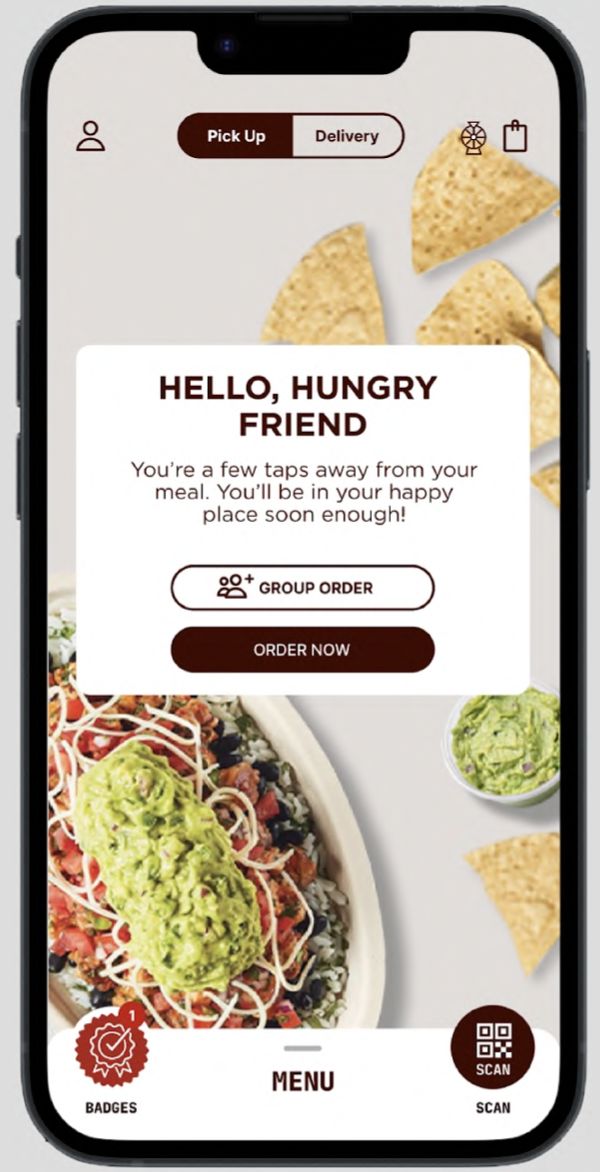 Pick Up
Delivery
HELLO, HUNGRY
FRIEND
You're a few taps away from your
meal. You'll be in your happy
place soon enough!
GROUP ORDER
ORDER NOW
1
MENU
SCAN
BADGES
SCAN